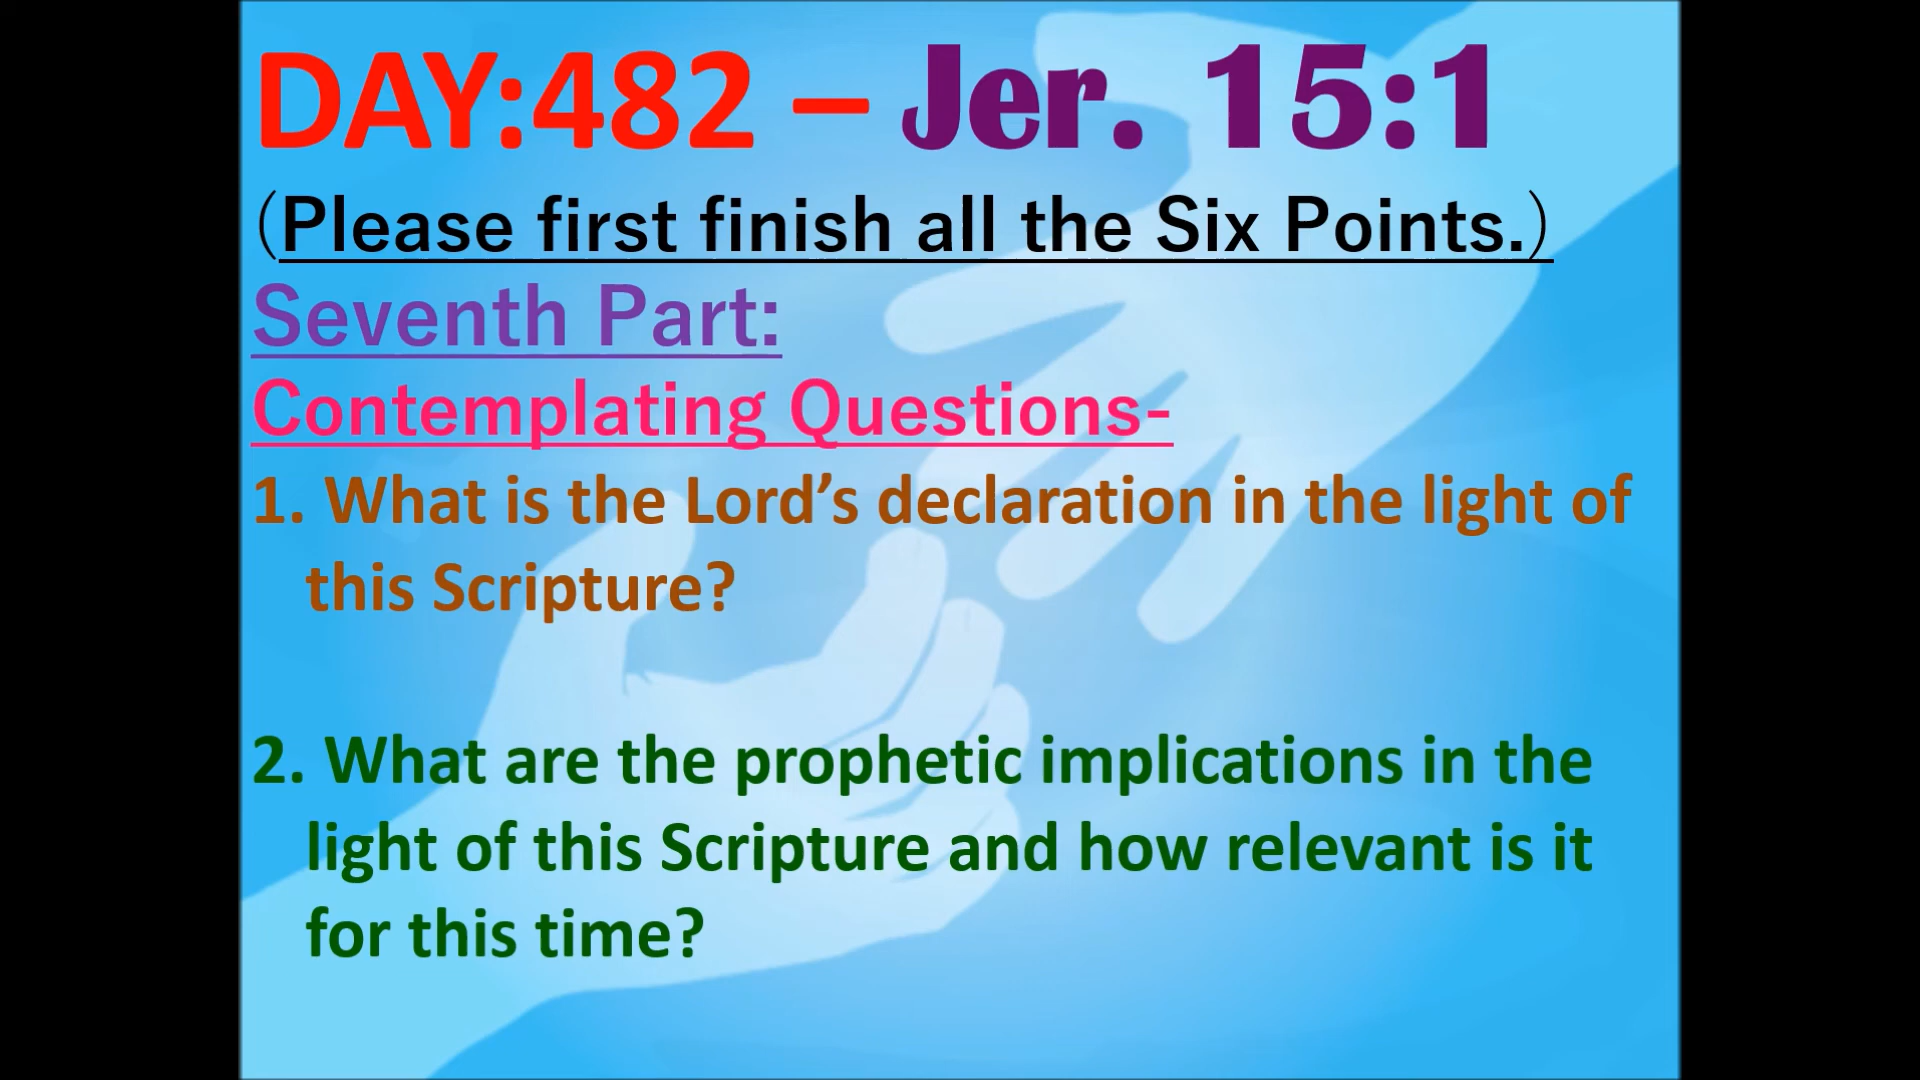 DAY:482 – Jer. 15:1
(Please first finish all the Six Points.)
Seventh Part:
Contemplating Questions-
1. What is the Lord’s declaration in the light of
this Scripture?
2. What are the prophetic implications in the
light of this Scripture and how relevant is it
for this time?